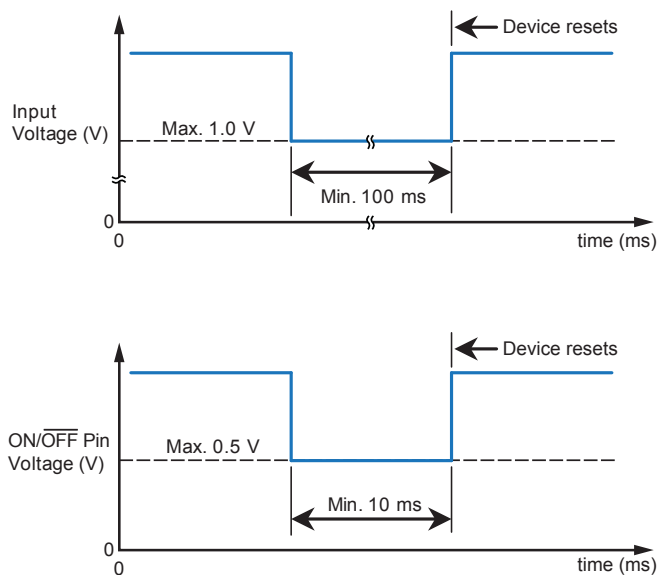 Device resets
Input
Voltage (V)
Max. 1.0 V
Min. 100 ms
0
0
time (ms)
Device resets
ON/OFF Pin
Voltage (V)
Max. 0.5 V
Min. 10 ms
0
0
time (ms)